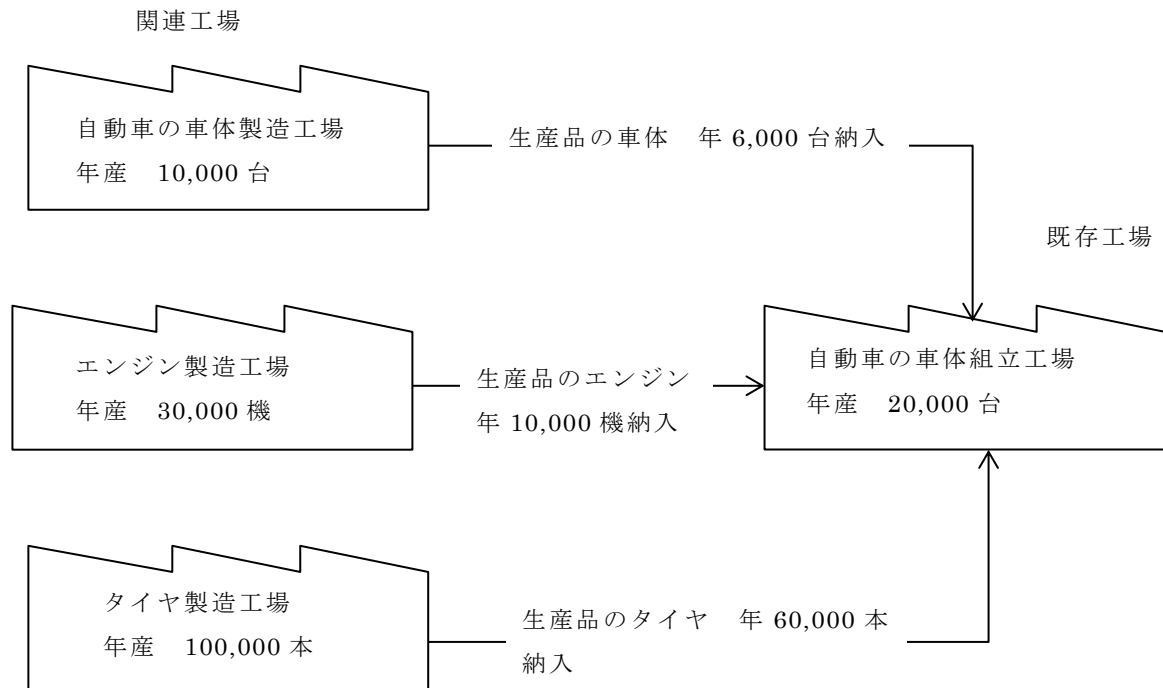 関連工場
自動車の車体製造工場
年産　10,000 台
生産品の車体　年 6,000 台納入
既存工場
エンジン製造工場
年産　30,000 機
生産品のエンジン
年 10,000 機納入
自動車の車体組立工場
年産　20,000 台
タイヤ製造工場
年産　100,000 本
生産品のタイヤ　年 60,000 本
納入